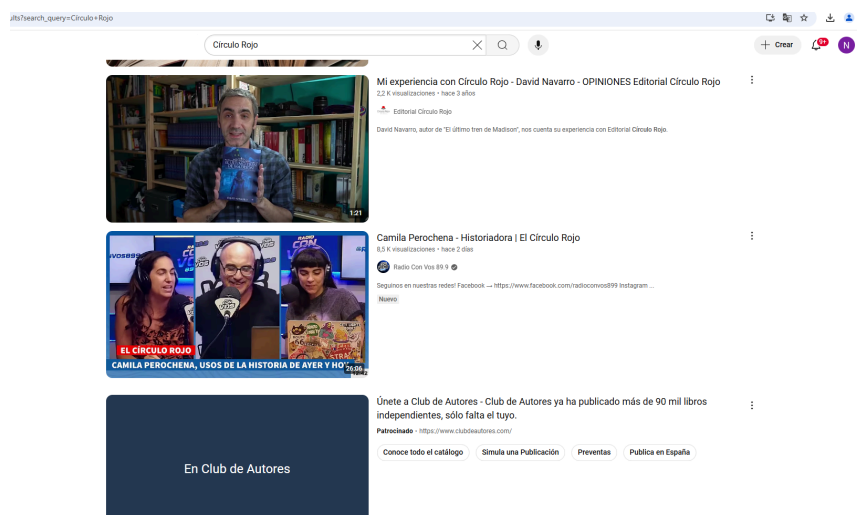 ults?search_query=Círculo+Rojo
Círculo Rojo
Crear
9+
N
Mi experiencia con Círculo Rojo - David Navarro - OPINIONES Editorial Círculo Rojo
2,2 K visualizaciones • hace 3 años
Editorial Círculo Rojo
David Navarro, autor de "El último tren de Madison", nos cuenta su experiencia con Editorial Círculo Rojo.
1:21
Camila Perochena - Historiadora | El Círculo Rojo
8,5 K visualizaciones • hace 2 días
Radio Con Vos 89.9
Seguinos en nuestras redes! Facebook → https://www.facebook.com/radioconvos899 Instagram ...
Nuevo
RADIO
CON
VOS
EL CÍRCULO ROJO
CAMILA PEROCHENA, USOS DE LA HISTORIA DE AYER Y HOY
26:06
Únete a Club de Autores - Club de Autores ya ha publicado más de 90 mil libros
independientes, sólo falta el tuyo.
Patrocinado • https://www.clubdeautores.com/
Conoce todo el catálogo
Simula una Publicación
Preventas
Publica en España
En Club de Autores